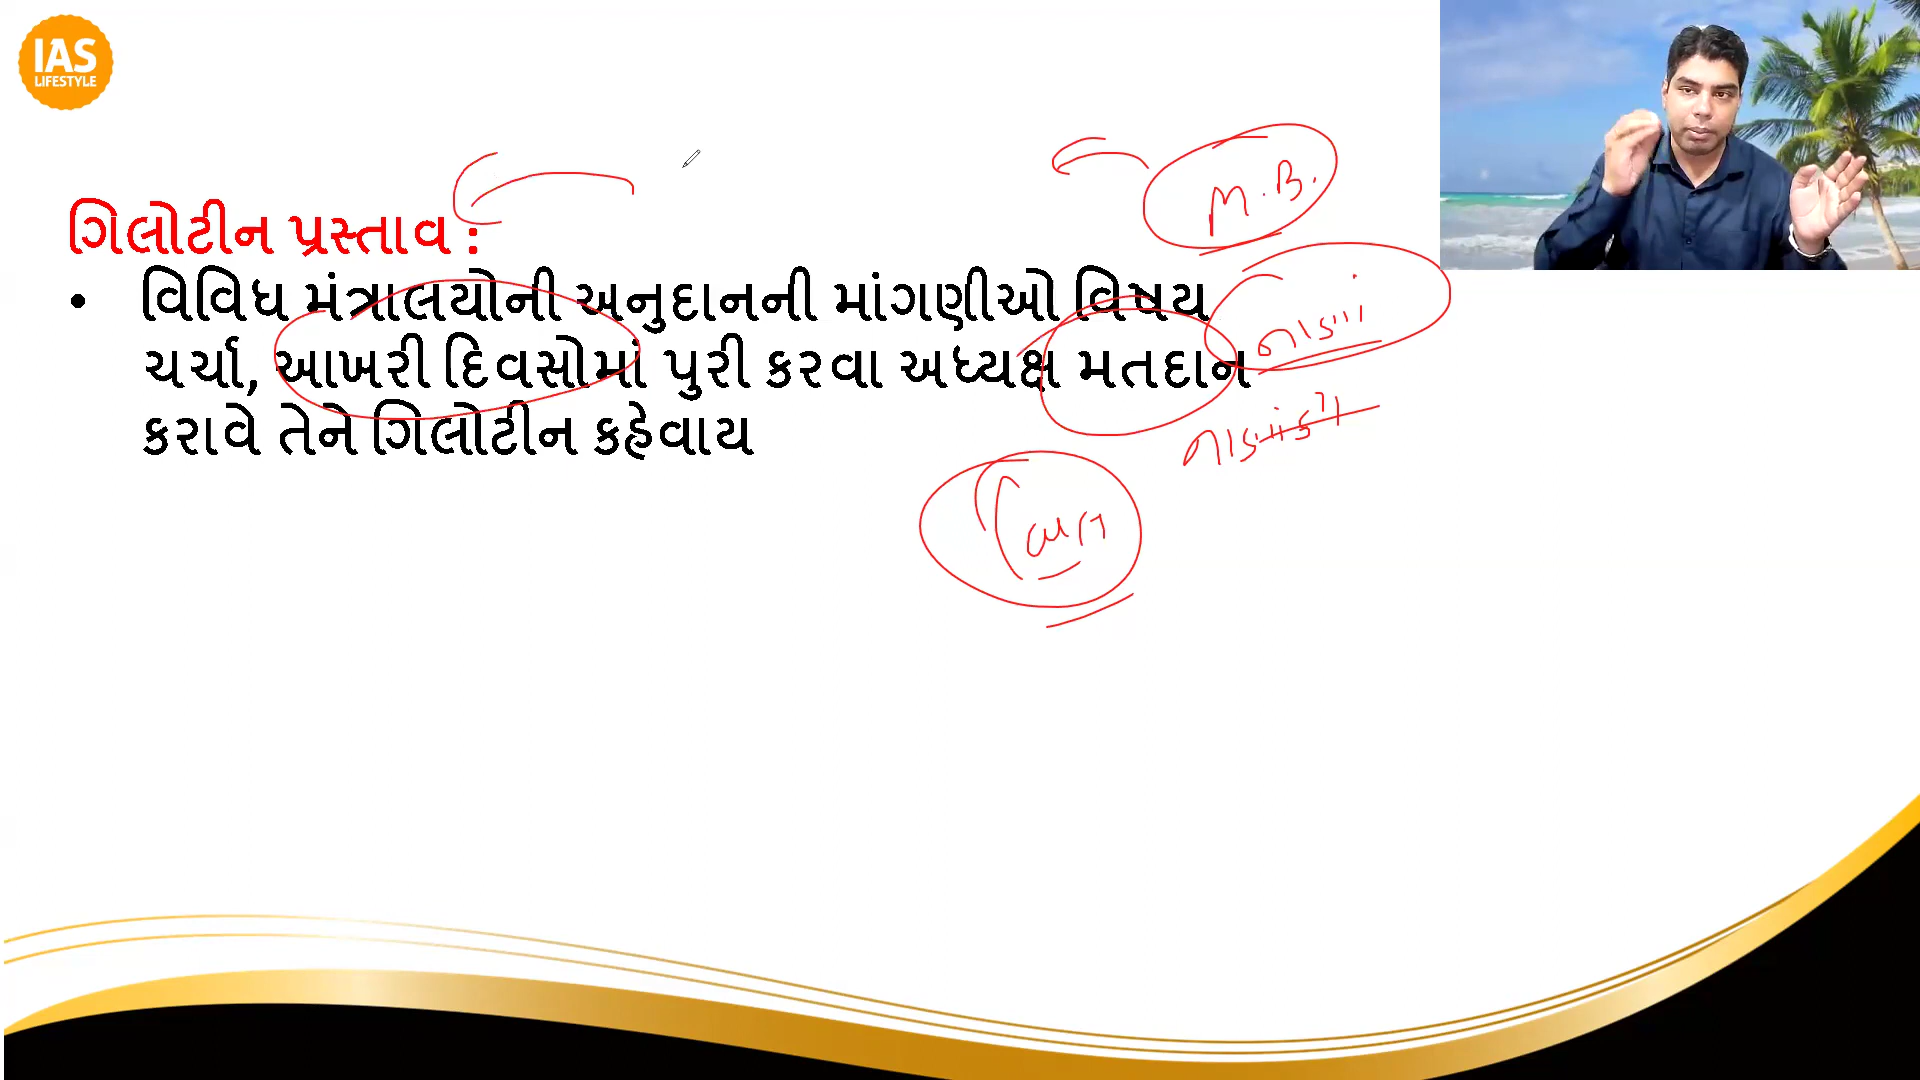 IAS
LIFESTYLE
M.B.
ગિલોટીન પ્રસ્તાવ :
• વિવિધ મંત્રાલયોની અનુદાનની માંગણીઓ વિષય
ચર્ચા, આખરી દિવસોમાં પુરી કરવા અધ્યક્ષ મતદાન
કરાવે તેને ગિલોટીન કહેવાય